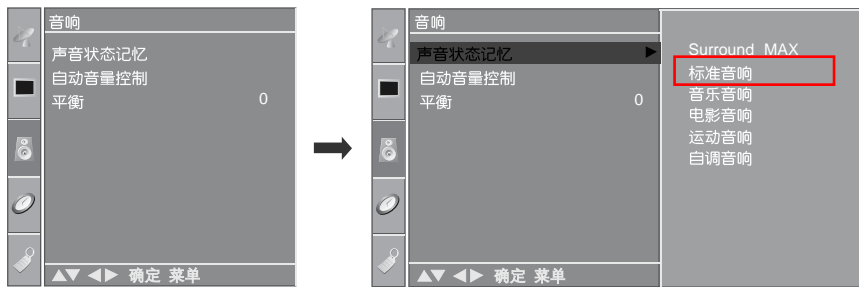 音响
声音状态记忆
自动音量控制
平衡 0
▲▼ ◀▶ 确定 菜单
音响
声音状态记忆 ▶
自动音量控制
平衡 0
▲▼ ◀▶ 确定 菜单
Surround MAX
标准音响
音乐音响
电影音响
运动音响
自调音响